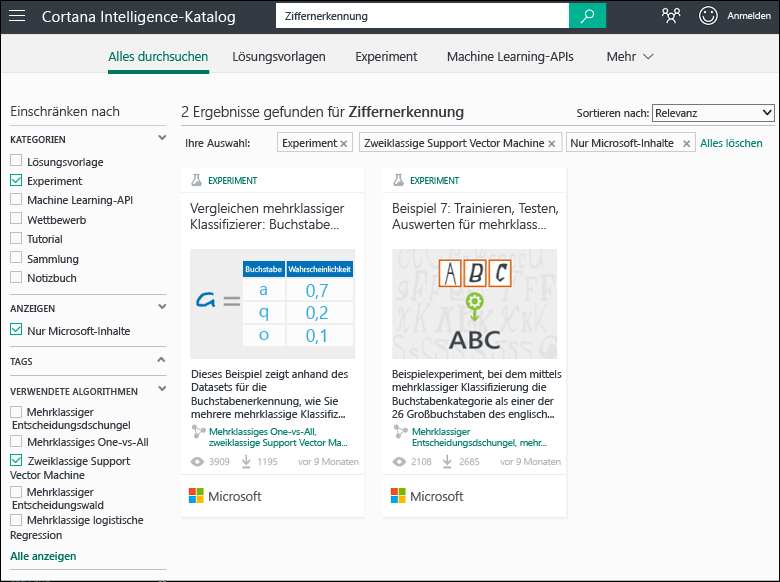 Cortana Intelligence-Katalog
Ziffernerkennung
Anmelden
Alles durchsuchen
Lösungsvorlagen
Experiment
Machine Learning-APIs
Mehr
Einschränken nach
KATEGORIEN
Lösungsvorlage
Experiment
Machine Learning-API
Wettbewerb
Tutorial
Sammlung
Notizbuch
ANZEIGEN
Nur Microsoft-Inhalte
TAGS
VERWENDETE ALGORITHMEN
Mehrklassiger
Entscheidungsdschungel
Mehrklassiges One-vs-All
Zweiklassige Support
Vector Machine
Mehrklassiger
Entscheidungswald
Mehrklassige logistische
Regression
Alle anzeigen
2 Ergebnisse gefunden für Ziffernerkennung
Sortieren nach: Relevanz
Ihre Auswahl:
Experiment ×
Zweiklassige Support Vector Machine ×
Nur Microsoft-Inhalte ×
Alles löschen
EXPERIMENT
Vergleichen mehrklassiger
Klassifizierer: Buchstabe...
Buchstabe Wahrscheinlichkeit
a = a 0,7
q 0,2
o 0,1
Dieses Beispiel zeigt anhand des
Datasets für die
Buchstabenerkennung, wie Sie
mehrere mehrklassige Klassifiz...
Mehrklassiges One-vs-All,
zweiklassige Support Vector Ma...
3909 1195 vor 9 Monaten
Microsoft
EXPERIMENT
Beispiel 7: Trainieren, Testen,
Auswerten für mehrklass...
A B C
ABC
Beispielexperiment, bei dem mittels
mehrklassiger Klassifizierung die
Buchstabenkategorie als einer der
26 Großbuchstaben des englisch...
Mehrklassiger
Entscheidungsdschungel, mehr...
2108 2685 vor 9 Monaten
Microsoft